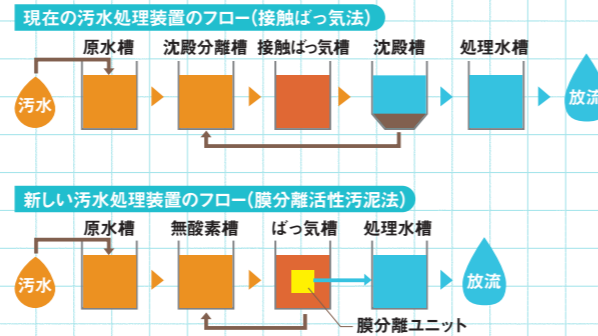 現在の汚水処理装置のフロー（接触ばっ気法）
原水槽 沈殿分離槽 接触ばっ気槽 沈殿槽 処理水槽
汚水
放流
新しい汚水処理装置のフロー（膜分離活性汚泥法）
原水槽 無酸素槽 ばっ気槽 処理水槽
汚水
放流
膜分離ユニット